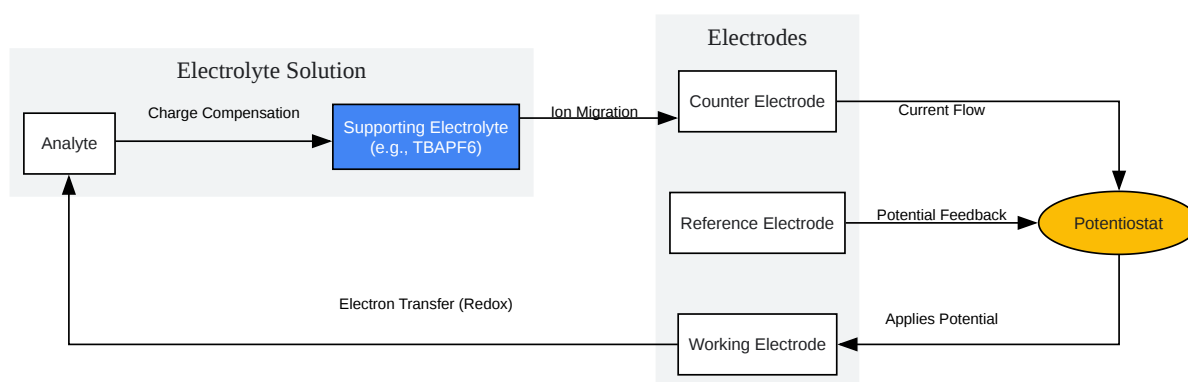 Electrodes
Electrolyte Solution
Charge Compensation
Analyte
Supporting Electrolyte
(e.g., TBAPF6)
Ion Migration
Counter Electrode
Current Flow
Reference Electrode
Potential Feedback
Potentiostat
Electron Transfer (Redox)
Working Electrode
Applies Potential